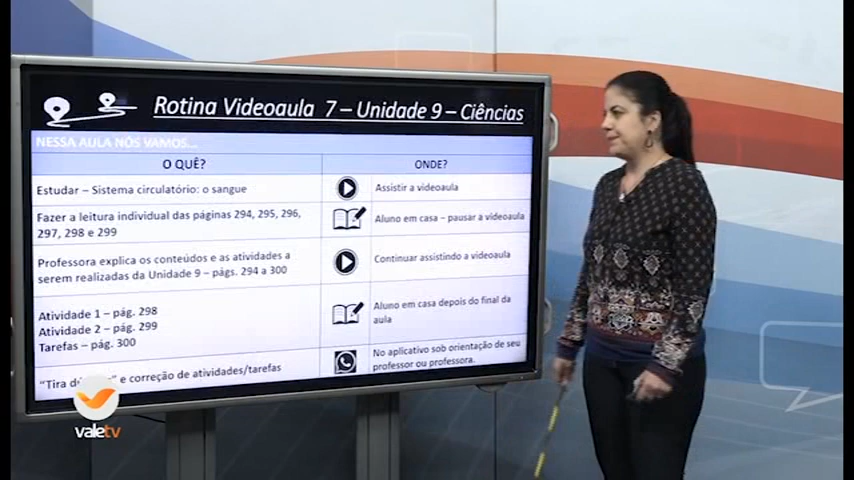 Rotina Videoaula 7 – Unidade 9 – Ciências
NESSA AULA NÓS VAMOS...
O QUÊ?
ONDE?
Estudar – Sistema circulatório: o sangue
Assistir a videoaula
Fazer a leitura individual das páginas 294, 295, 296,
297, 298 e 299
Aluno em casa – pausar a vídeoaula
Professora explica os conteúdos e as atividades a
serem realizadas da Unidade 9 – págs. 294 a 300
Continuar assistindo a vídeoaula
Atividade 1 – pág. 298
Atividade 2 – pág. 299
Tarefas – pág. 300
Aluno em casa depois do final da
aula
"Tira e correção de atividades/tarefas
No aplicativo sob orientação de seu
professor ou professora.
valetv